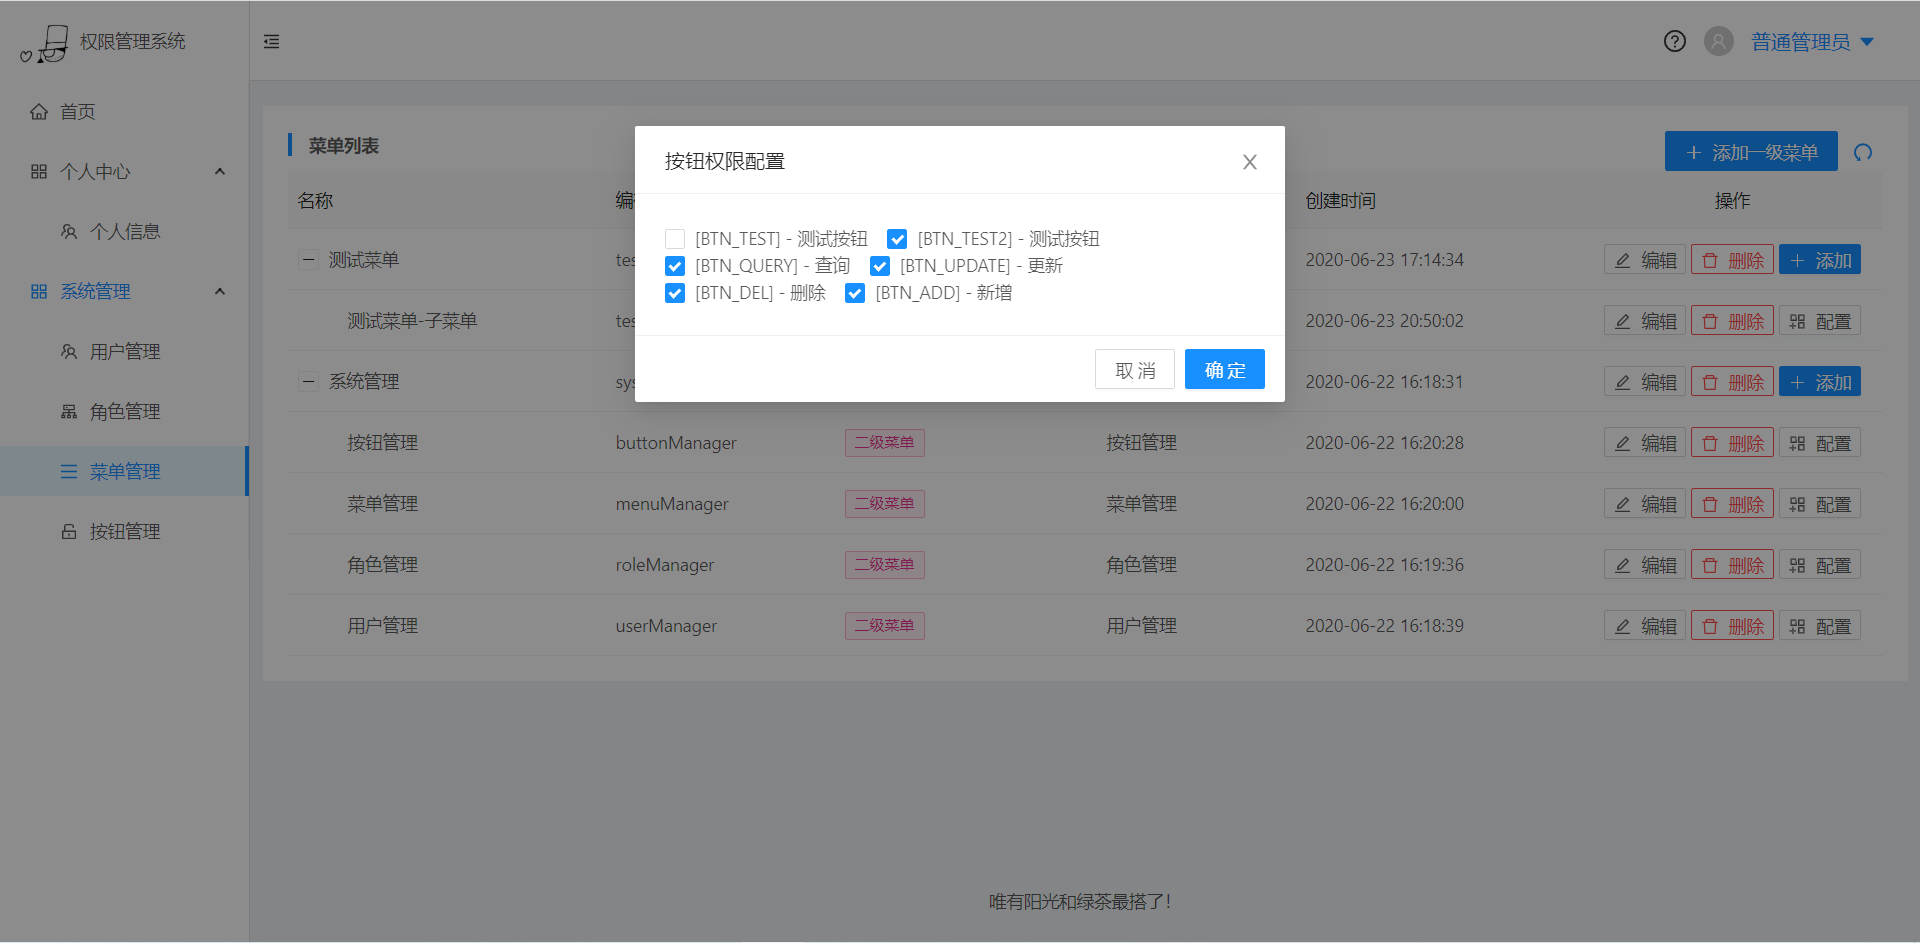 权限管理系统
普通管理员
首页
个人中心
个人信息
系统管理
用户管理
角色管理
菜单管理
按钮管理
菜单列表
添加一级菜单
名称 创建时间 操作
测试菜单 2020-06-23 17:14:34 编辑 删除 添加
测试菜单-子菜单 2020-06-23 20:50:02 编辑 删除 配置
系统管理 2020-06-22 16:18:31 编辑 删除 添加
按钮管理 buttonManager 二级菜单 按钮管理 2020-06-22 16:20:28 编辑 删除 配置
菜单管理 menuManager 二级菜单 菜单管理 2020-06-22 16:20:00 编辑 删除 配置
角色管理 roleManager 二级菜单 角色管理 2020-06-22 16:19:36 编辑 删除 配置
用户管理 userManager 二级菜单 用户管理 2020-06-22 16:18:39 编辑 删除 配置
按钮权限配置
[BTN_TEST] - 测试按钮 [BTN_TEST2] - 测试按钮
[BTN_QUERY] - 查询 [BTN_UPDATE] - 更新
[BTN_DEL] - 删除 [BTN_ADD] - 新增
取 消 确 定
唯有阳光和绿茶最搭了!